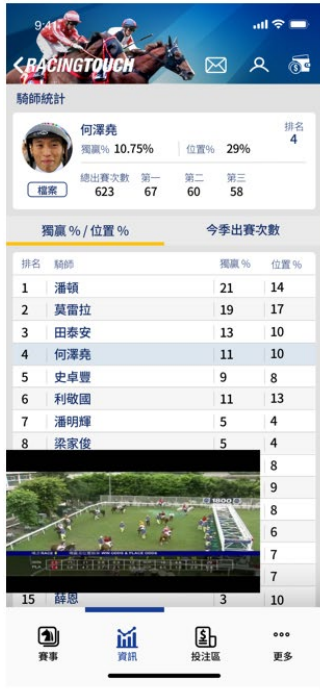 9:41
RACINGTOUCH
騎師統計
何澤堯
排名
4
獨贏% 10.75% 位置% 29%
檔案
總出賽次數 第一 第二 第三
623 67 60 58
獨贏 % / 位置 % 今季出賽次數
排名 騎師 獨贏 % 位置 %
1 潘頓 21 14
2 莫雷拉 19 17
3 田泰安 13 10
4 何澤堯 11 10
5 史卓豐 9 8
6 利敬國 11 13
7 潘明輝 5 4
8 梁家俊 5 4
8
9
8
6
7
7
1800
15 薛恩 3 10
賽事 資訊 投注區 更多